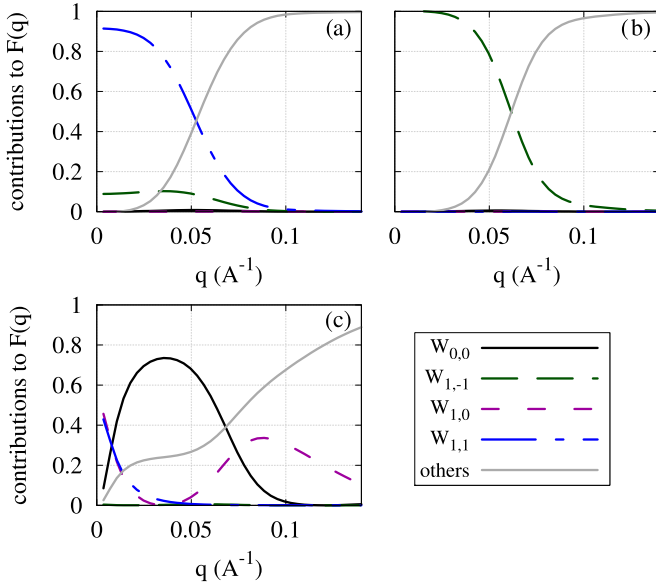 contributions to F(q)
1
0.8
0.6
0.4
0.2
0
(a)
0
0.05
0.1
q (A⁻¹)
(b)
0
0.05
0.1
q (A⁻¹)
contributions to F(q)
1
0.8
0.6
0.4
0.2
0
(c)
0
0.05
0.1
q (A⁻¹)
W₀,₀
W₁,₋₁
W₁,₀
W₁,₁
others